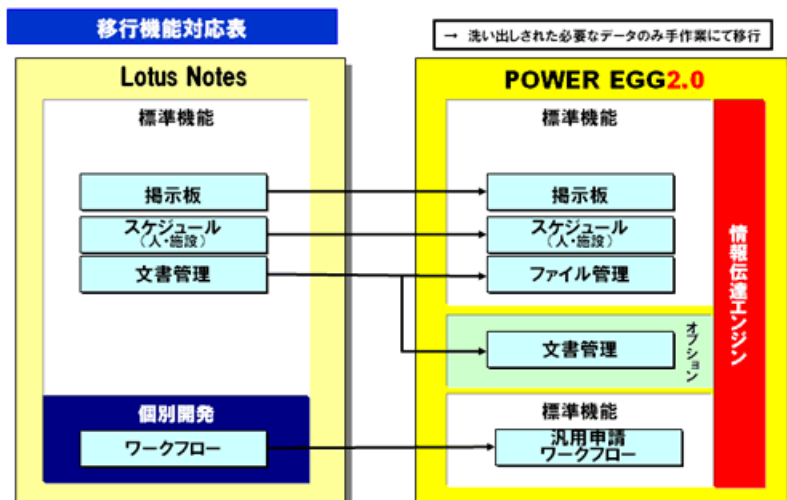 移行機能対応表
→ 洗い出しされた必要なデータのみ手作業にて移行
Lotus Notes
標準機能
掲示板
スケジュール
（人・施設）
文書管理
個別開発
ワークフロー
POWER EGG2.0
標準機能
掲示板
スケジュール
（人・施設）
ファイル管理
文書管理
オプション
標準機能
汎用申請
ワークフロー
情報伝達エンジン